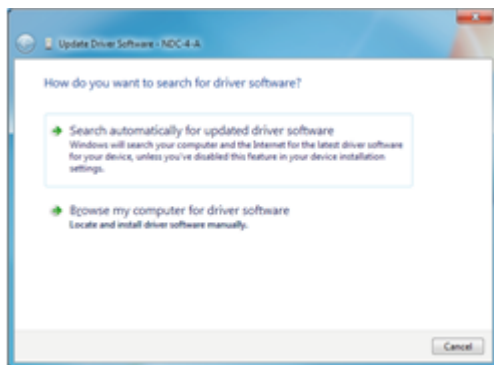 Update Driver Software - NDC-4-A
How do you want to search for driver software?
Search automatically for updated driver software
Windows will search your computer and the Internet for the latest driver software
for your device, unless you've disabled this feature in your device installation
settings.
Browse my computer for driver software
Locate and install driver software manually.
Cancel